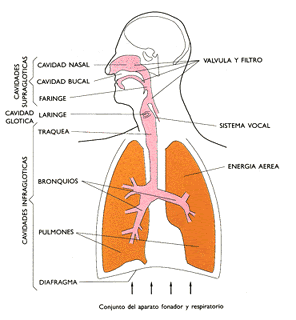 CAVIDADES
SUPRAGLOTICAS
CAVIDAD NASAL
CAVIDAD BUCAL
FARINGE
VALVULA Y FILTRO
CAVIDAD
GLOTICA
LARINGE
SISTEMA VOCAL
TRAQUEA
CAVIDADES INFRAGLOTICAS
ENERGIA AEREA
BRONQUIOS
PULMONES
DIAFRAGMA
Conjunto del aparato fonador y respiratorio